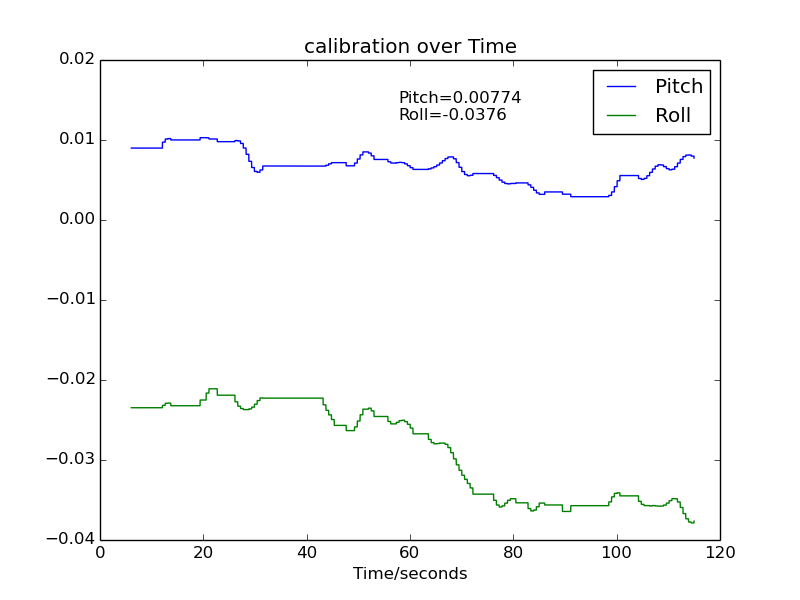 calibration over Time
0.02
0.01
0.00
−0.01
−0.02
−0.03
−0.04
Pitch=0.00774
Roll=-0.0376
Pitch
Roll
0 20 40 60 80 100 120
Time/seconds